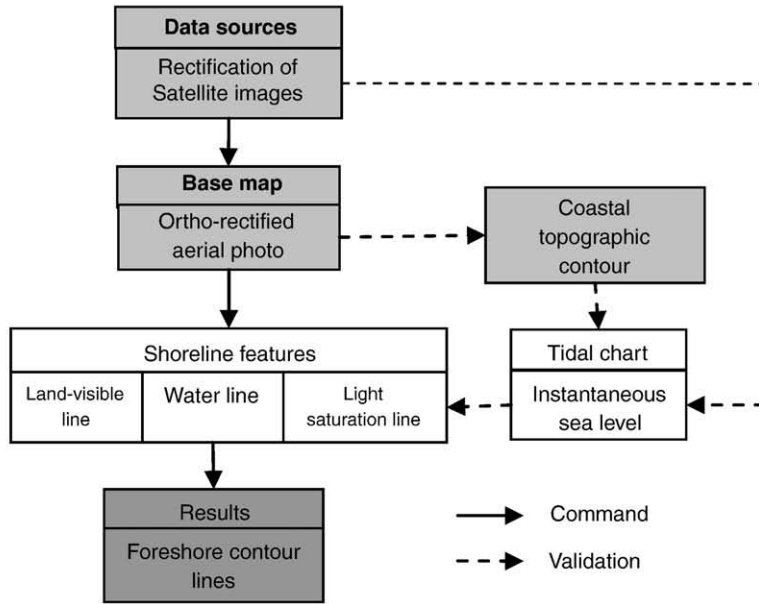 Data sources
Rectification of
Satellite images
Base map
Ortho-rectified
aerial photo
Coastal
topographic
contour
Shoreline features
Land-visible
line
Water line
Light
saturation line
Tidal chart
Instantaneous
sea level
Results
Foreshore contour
lines
Command
Validation